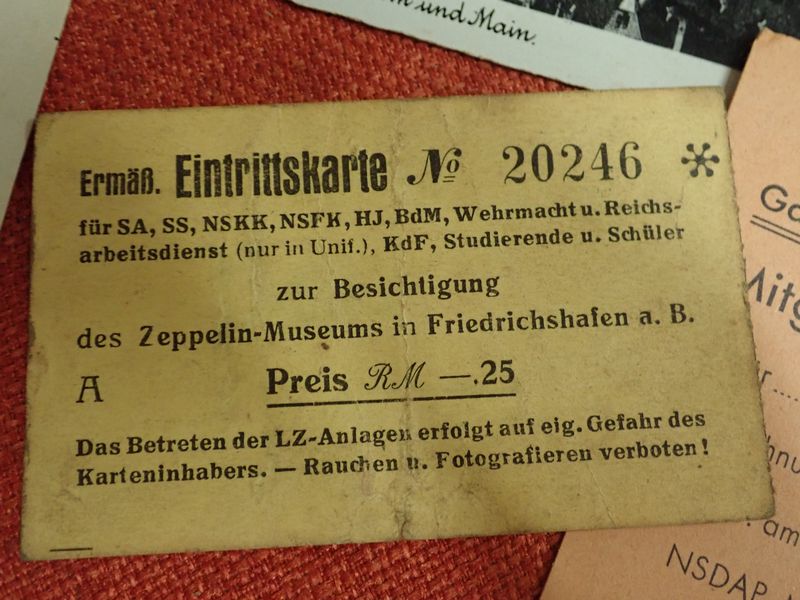 und Main.
Ermäß. Eintrittskarte № 20246 *
für SA, SS, NSKK, NSFK, HJ, BdM, Wehrmacht u. Reichs-
arbeitsdienst (nur in Unif.), KdF, Studierende u. Schüler
zur Besichtigung
des Zeppelin-Museums in Friedrichshafen a. B.
A
Preis RM —.25
Das Betreten der LZ-Anlagen erfolgt auf eig. Gefahr des
Karteninhabers. — Rauchen u. Fotografieren verboten!
am
NSDAP